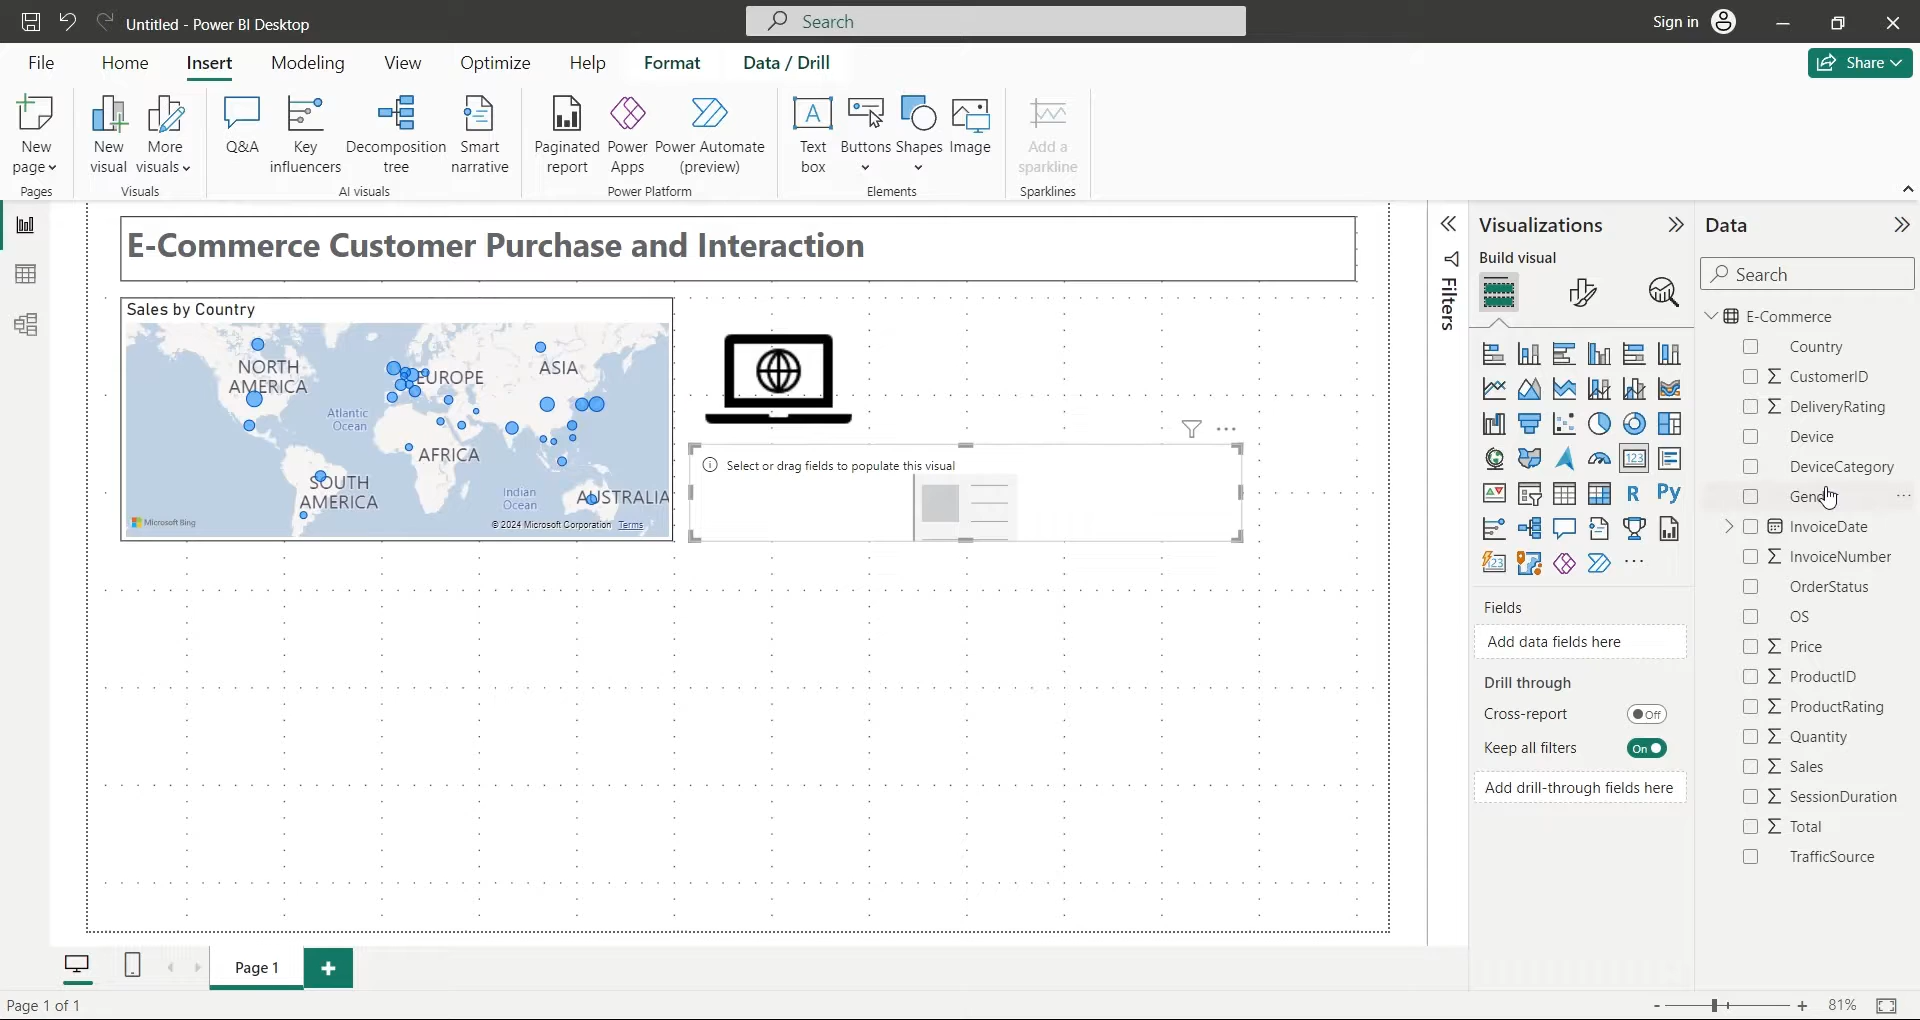 Untitled - Power BI Desktop
Search
Sign in
File Home Insert Modeling View Optimize Help Format Data / Drill
Share
New page
New visual
More visuals
Q&A
Key influencers
Decomposition tree
Smart narrative
Paginated report
Power Apps
Power Automate (preview)
Text box
Buttons
Shapes
Image
Add a sparkline
Pages
Visuals
AI visuals
Power Platform
Elements
Sparklines
E-Commerce Customer Purchase and Interaction
Sales by Country
NORTH AMERICA
EUROPE
ASIA
Atlantic Ocean
AFRICA
SOUTH AMERICA
Indian Ocean
AUSTRALIA
Microsoft Bing
© 2024 Microsoft Corporation Terms
Select or drag fields to populate this visual
Filters
Visualizations
Build visual
123
R
Py
123
Fields
Add data fields here
Drill through
Cross-report
Off
Keep all filters
On
Add drill-through fields here
Data
Search
E-Commerce
Country
CustomerID
DeliveryRating
Device
DeviceCategory
InvoiceDate
InvoiceNumber
OrderStatus
OS
Price
ProductID
ProductRating
Quantity
Sales
SessionDuration
Total
TrafficSource
Page 1
Page 1 of 1
81%